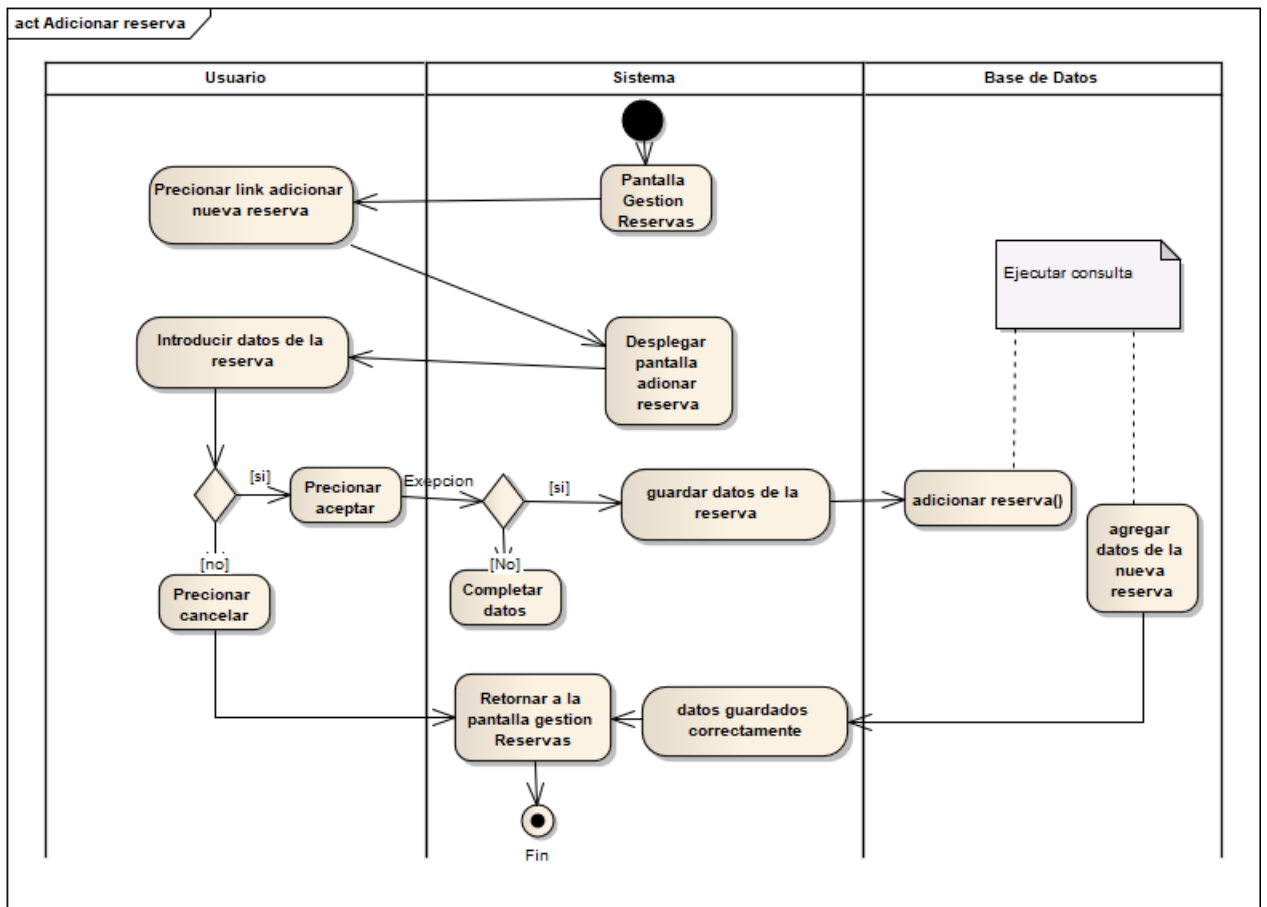 act Adicionar reserva
Usuario
Sistema
Base de Datos
Precionar link adicionar
nueva reserva
Pantalla
Gestion
Reservas
Ejecutar consulta
Introducir datos de la
reserva
Desplegar
pantalla
adionar
reserva
[si]
Precionar
aceptar
Exepcion
[si]
guardar datos de la
reserva
adicionar reserva()
agregar
datos de la
nueva
reserva
[no]
Precionar
cancelar
[No]
Completar
datos
Retornar a la
pantalla gestion
Reservas
datos guardados
correctamente
Fin